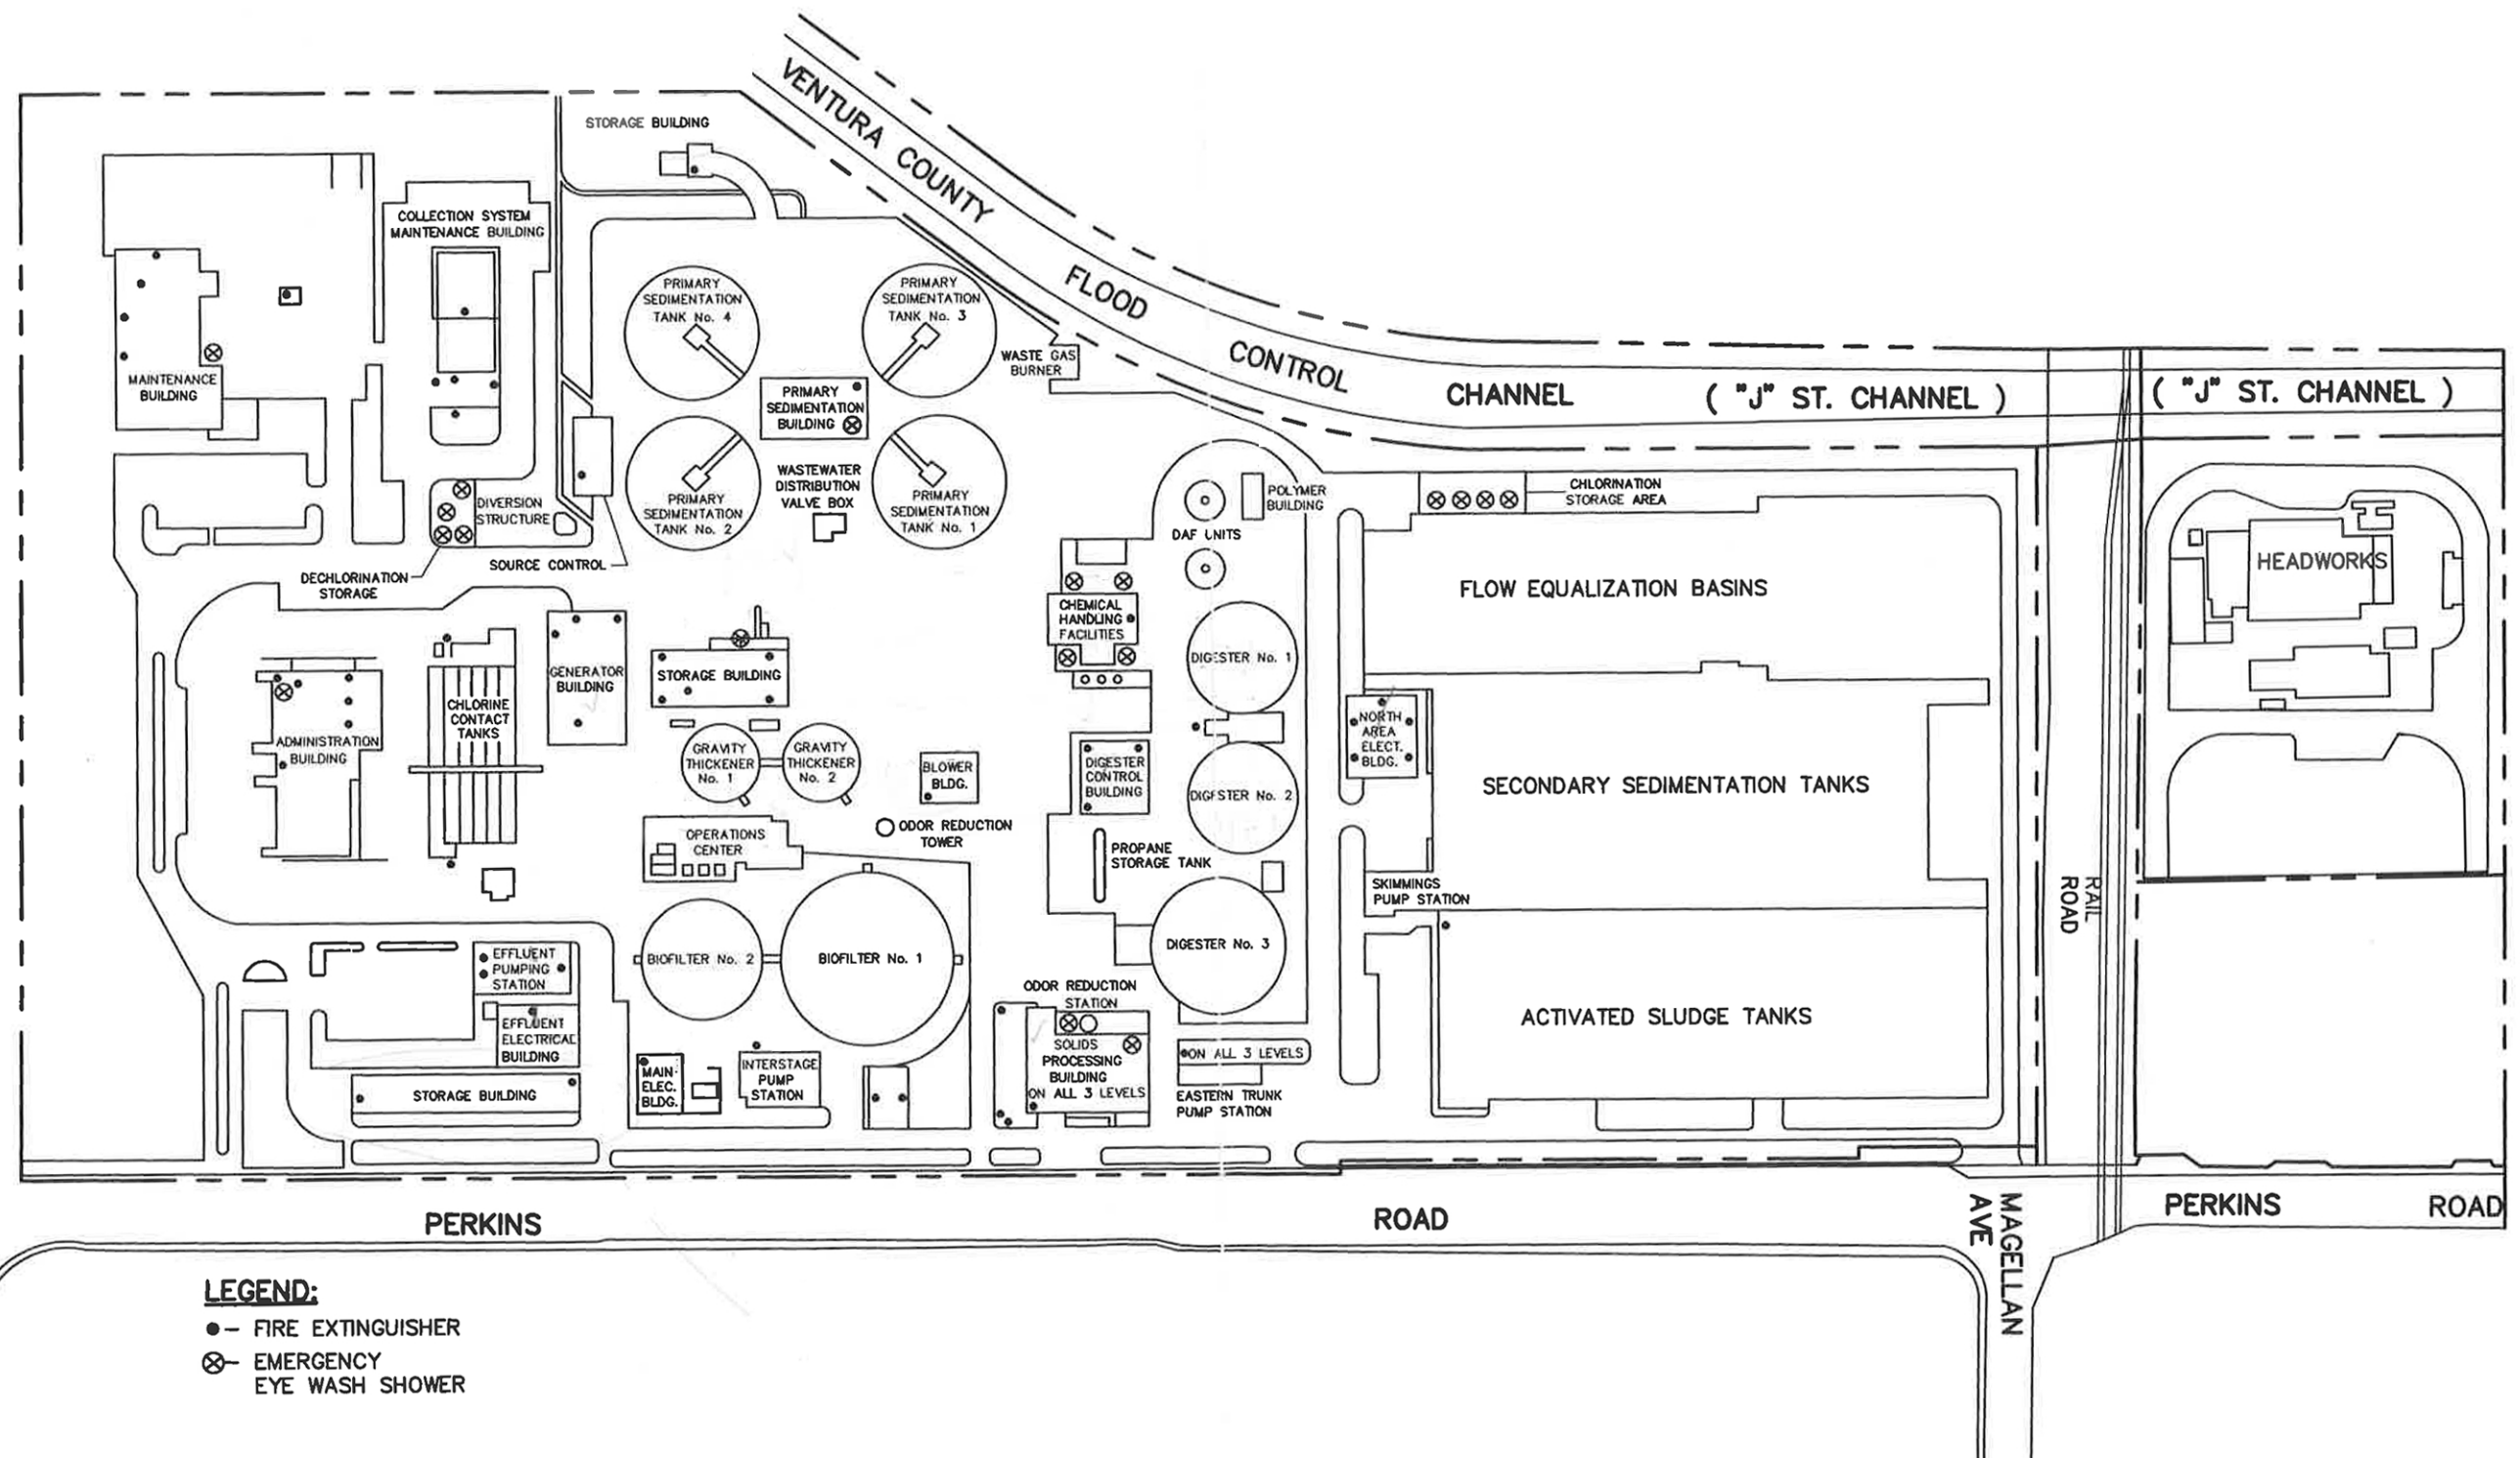 VENTURA COUNTY FLOOD CONTROL CHANNEL ( "J" ST. CHANNEL )
( "J" ST. CHANNEL )
STORAGE BUILDING
COLLECTION SYSTEM
MAINTENANCE BUILDING
MAINTENANCE
BUILDING
PRIMARY
SEDIMENTATION
TANK No. 4
PRIMARY
SEDIMENTATION
TANK No. 3
WASTE GAS
BURNER
PRIMARY
SEDIMENTATION
BUILDING
WASTEWATER
DISTRIBUTION
VALVE BOX
PRIMARY
SEDIMENTATION
TANK No. 2
PRIMARY
SEDIMENTATION
TANK No. 1
DIVERSION
STRUCTURE
SOURCE CONTROL
DECHLORINATION
STORAGE
POLYMER
BUILDING
DAF UNITS
CHLORINATION
STORAGE AREA
FLOW EQUALIZATION BASINS
HEADWORKS
CHEMICAL
HANDLING
FACILITIES
DIGESTER No. 1
GENERATOR
BUILDING
STORAGE BUILDING
CHLORINE
CONTACT
TANKS
ADMINISTRATION
BUILDING
GRAVITY
THICKENER
No. 1
GRAVITY
THICKENER
No. 2
BLOWER
BLDG.
DIGESTER
CONTROL
BUILDING
DIGESTER No. 2
NORTH
AREA
ELECT.
BLDG.
SECONDARY SEDIMENTATION TANKS
OPERATIONS
CENTER
ODOR REDUCTION
TOWER
PROPANE
STORAGE TANK
SKIMMINGS
PUMP STATION
RAIL
ROAD
EFFLUENT
PUMPING
STATION
BIOFILTER No. 2
BIOFILTER No. 1
DIGESTER No. 3
ODOR REDUCTION
STATION
ACTIVATED SLUDGE TANKS
EFFLUENT
ELECTRICAL
BUILDING
STORAGE BUILDING
MAIN
ELEC.
BLDG.
INTERSTAGE
PUMP
STATION
SOLIDS
PROCESSING
BUILDING
ON ALL 3 LEVELS
ON ALL 3 LEVELS
EASTERN TRUNK
PUMP STATION
PERKINS ROAD
MAGELLAN
AVE
PERKINS ROAD
LEGEND:
– FIRE EXTINGUISHER
– EMERGENCY
EYE WASH SHOWER